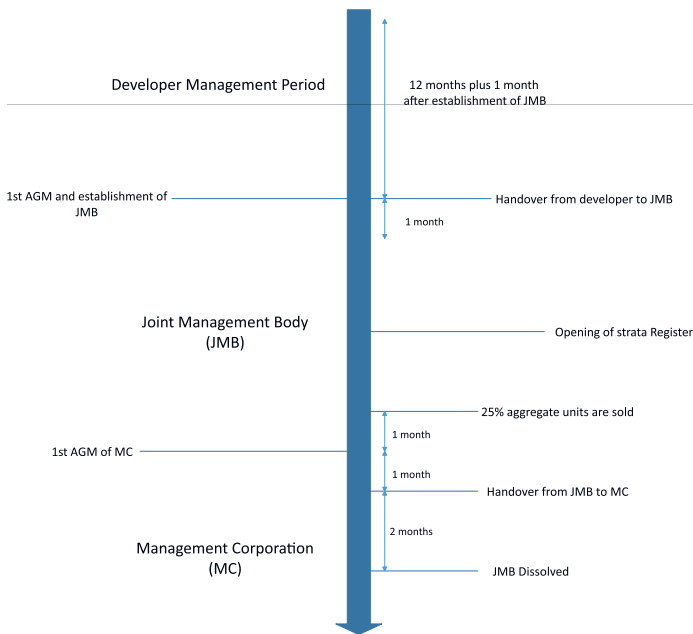 Developer Management Period
12 months plus 1 month
after establishment of JMB
1st AGM and establishment of
JMB
Handover from developer to JMB
1 month
Joint Management Body
(JMB)
Opening of strata Register
25% aggregate units are sold
1 month
1st AGM of MC
1 month
Handover from JMB to MC
2 months
Management Corporation
(MC)
JMB Dissolved